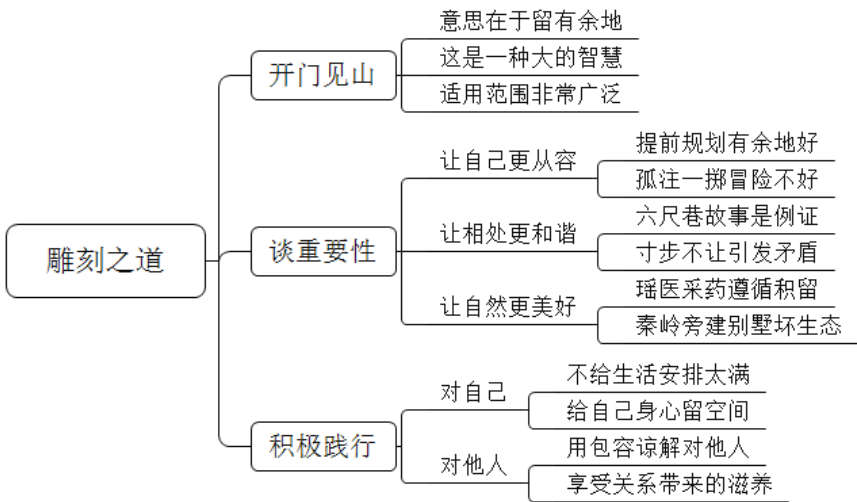 雕刻之道
开门见山
意思在于留有余地
这是一种大的智慧
适用范围非常广泛
谈重要性
让自己更从容
提前规划有余地好
孤注一掷冒险不好
让相处更和谐
六尺巷故事是例证
寸步不让引发矛盾
让自然更美好
瑶医采药遵循积留
秦岭旁建别墅坏生态
积极践行
对自己
不给生活安排太满
给自己身心留空间
对他人
用包容谅解对他人
享受关系带来的滋养